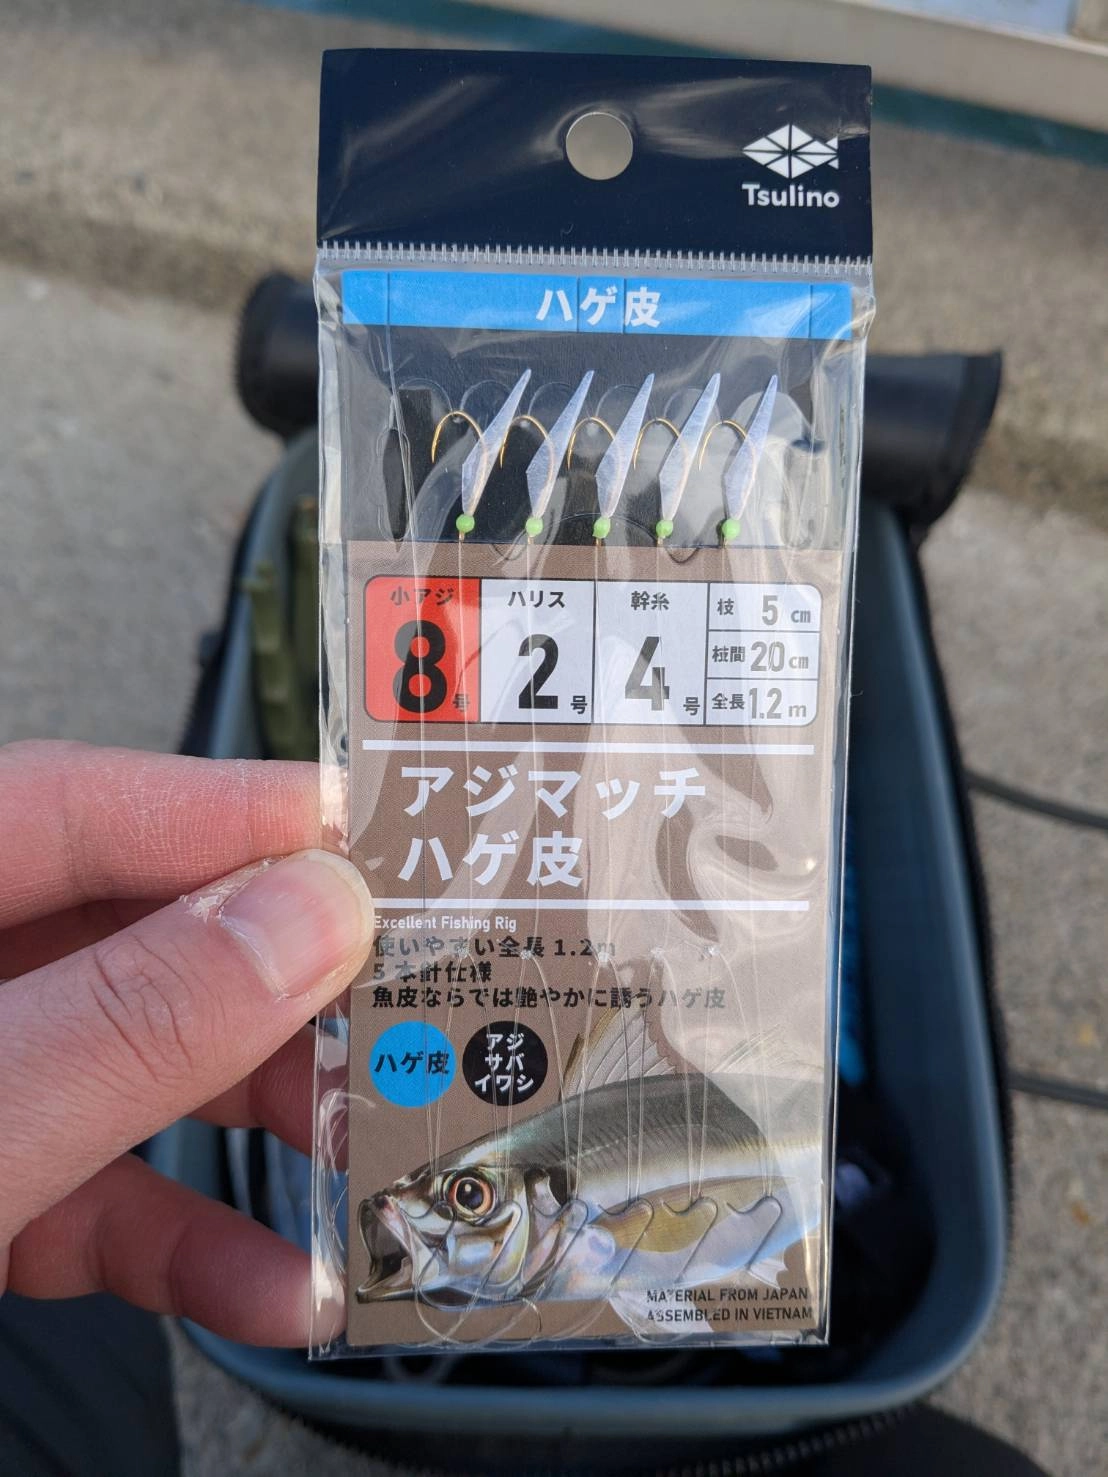 Tsulino
ハゲ皮
小アジ
8号
ハリス
2号
幹糸
4号
枝 5cm
枝間 20cm
全長 1.2m
アジマッチ
ハゲ皮
Excellent Fishing Rig
使いやすい全長1.2m
5本針仕様
魚皮ならでは艶やかに誘うハゲ皮
ハゲ皮
アジ
サバ
イワシ
MATERIAL FROM JAPAN
ASSEMBLED IN VIETNAM